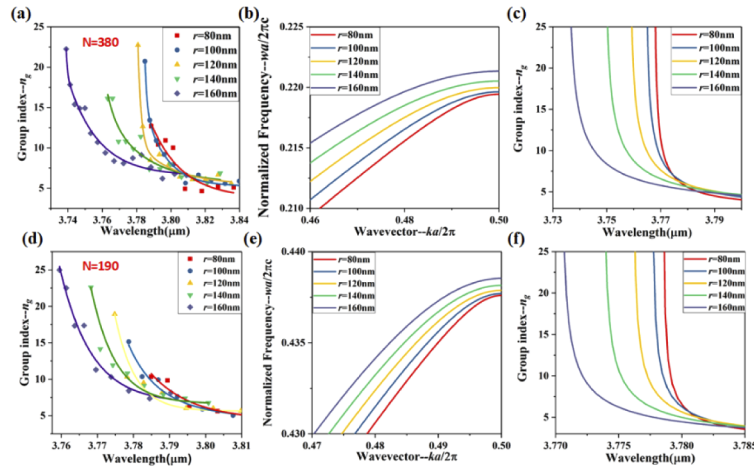 (a)
N=380
r=80nm
r=100nm
r=120nm
r=140nm
r=160nm
25
20
15
10
5
Group index--ng
3.74 3.76 3.78 3.80 3.82 3.84
Wavelength(μm)
(b)
r=80nm
r=100nm
r=120nm
r=140nm
r=160nm
0.225
0.220
0.215
0.210
Normalized Frequency--wa/2πc
0.46 0.48 0.50
Wavevector--ka/2π
(c)
r=80nm
r=100nm
r=120nm
r=140nm
r=160nm
25
20
15
10
5
Group index--ng
3.73 3.75 3.77 3.79
Wavelength(μm)
(d)
N=190
r=80nm
r=100nm
r=120nm
r=140nm
r=160nm
25
20
15
10
5
Group index--ng
3.76 3.77 3.78 3.79 3.80 3.81
Wavelength(μm)
(e)
r=80nm
r=100nm
r=120nm
r=140nm
r=160nm
0.440
0.435
0.430
Normalized Frequency--wa/2πc
0.47 0.48 0.49 0.50
Wavevector--ka/2π
(f)
r=80nm
r=100nm
r=120nm
r=140nm
r=160nm
25
20
15
10
5
Group index--ng
3.770 3.775 3.780 3.785
Wavelength(μm)